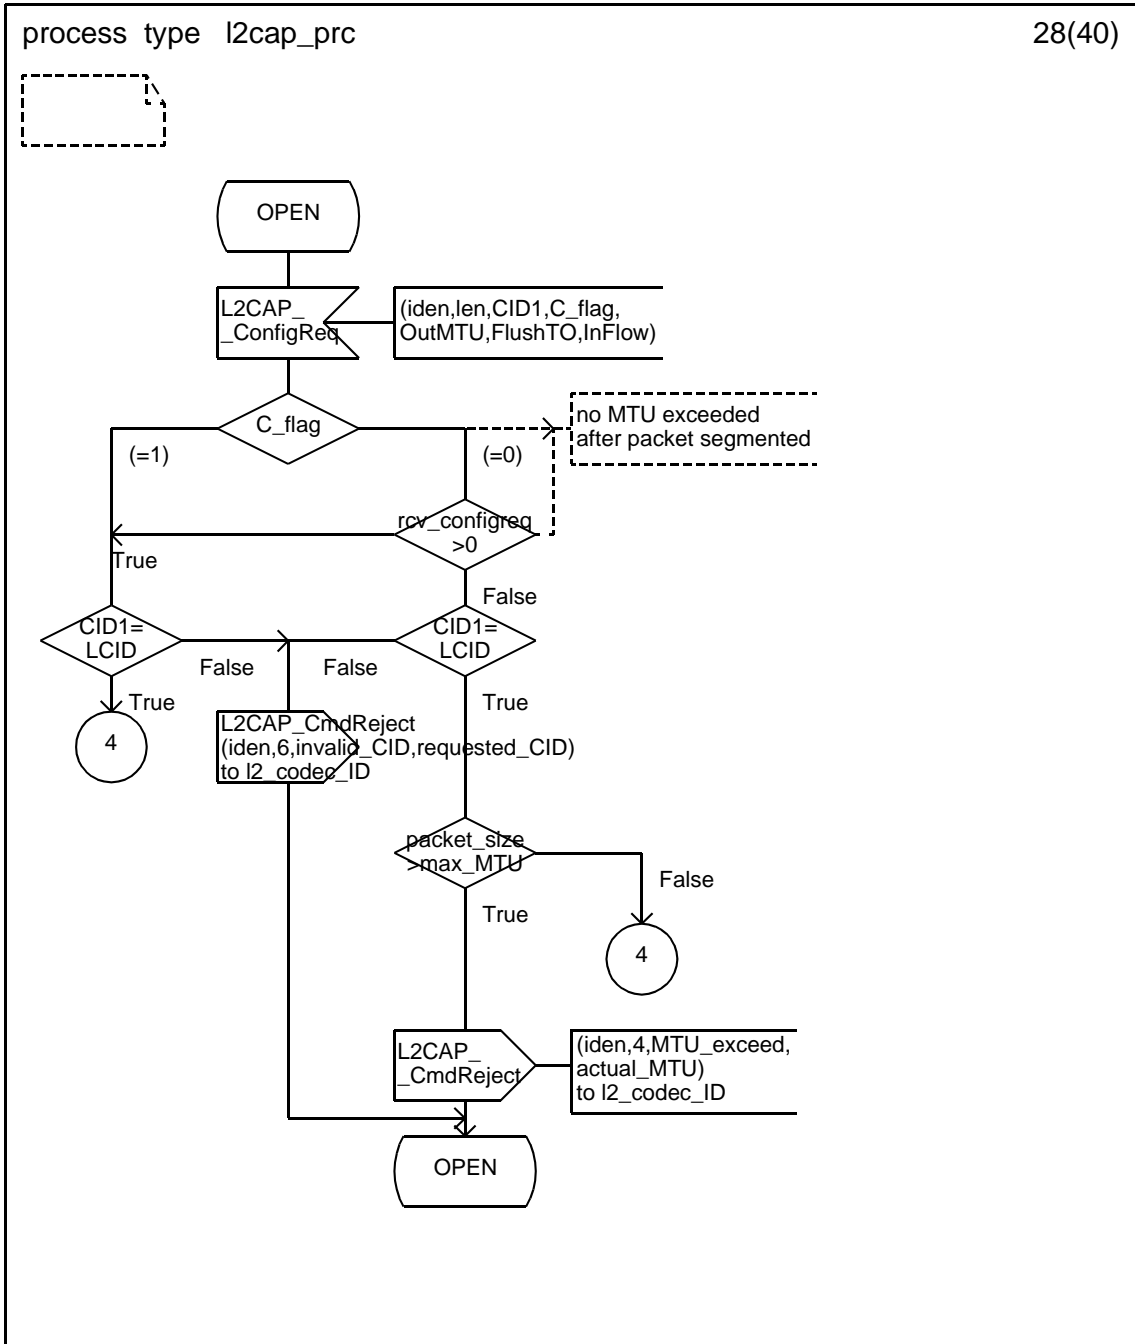 process type l2cap_prc
28(40)
OPEN
L2CAP_
_ConfigReq
(iden,len,CID1,C_flag,
OutMTU,FlushTO,InFlow)
C_flag
no MTU exceeded
after packet segmented
(=1)
(=0)
rcv_configreq
>0
True
False
CID1=
LCID
CID1=
LCID
False
False
True
True
4
L2CAP_CmdReject
(iden,6,invalid_CID,requested_CID)
to l2_codec_ID
packet_size
>max_MTU
False
True
4
L2CAP_
_CmdReject
(iden,4,MTU_exceed,
actual_MTU)
to l2_codec_ID
OPEN